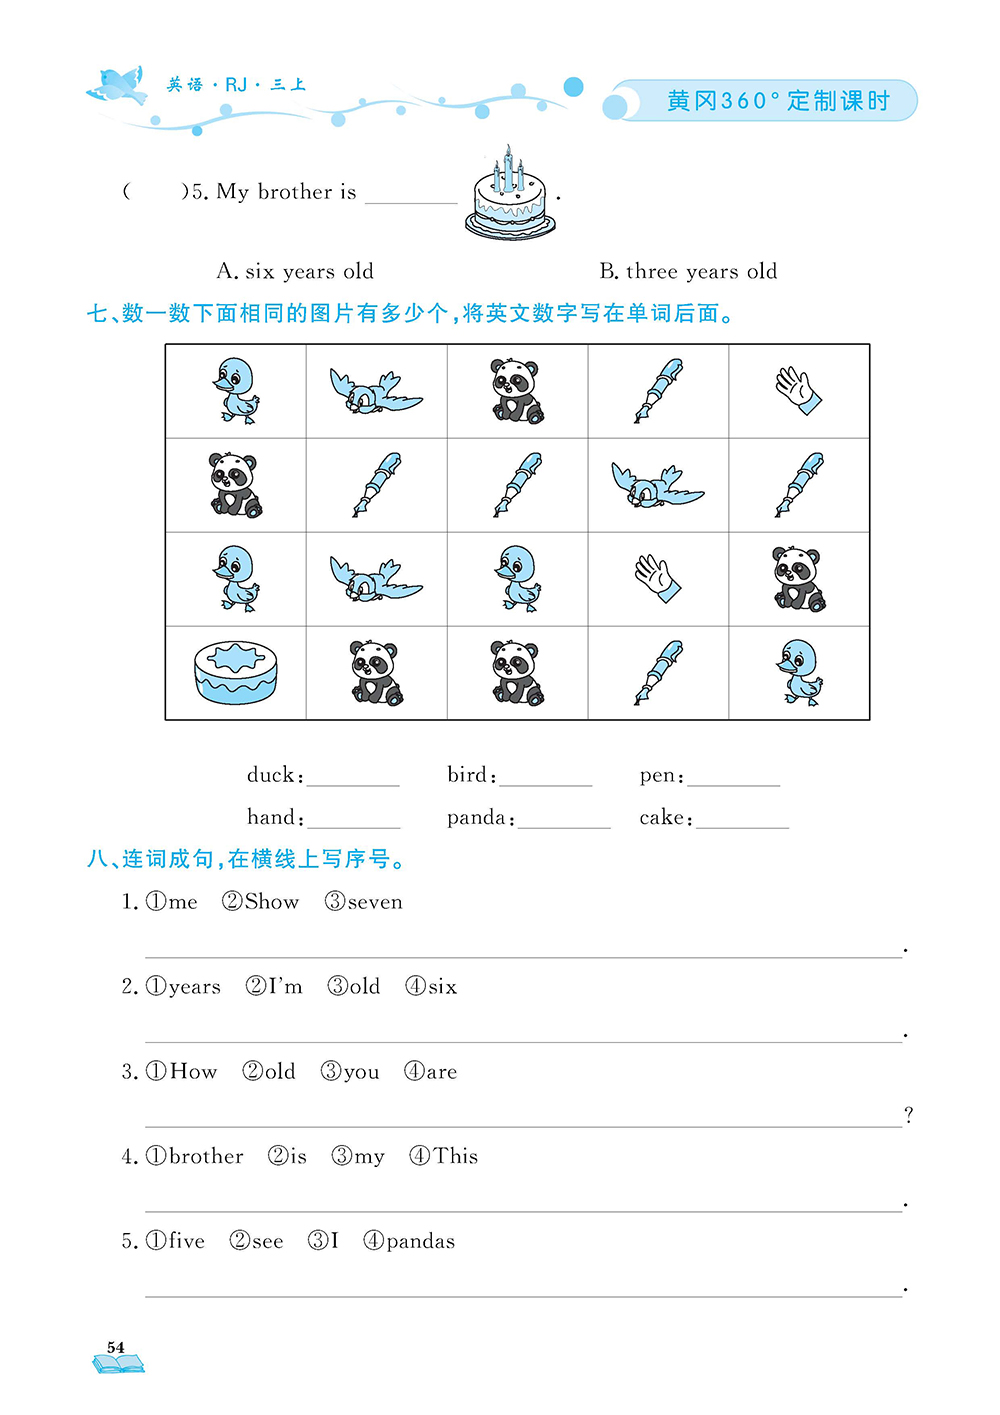 英语·RJ·三上
黄冈360°定制课时
(    )5. My brother is ________ .
A. six years old    B. three years old
七、数一数下面相同的图片有多少个,将英文数字写在单词后面。
duck:________ bird:________ pen:________
hand:________ panda:________ cake:________
八、连词成句,在横线上写序号。
1. ①me ②Show ③seven
________.
2. ①years ②I'm ③old ④six
________.
3. ①How ②old ③you ④are
________?
4. ①brother ②is ③my ④This
________.
5. ①five ②see ③I ④pandas
________.
54